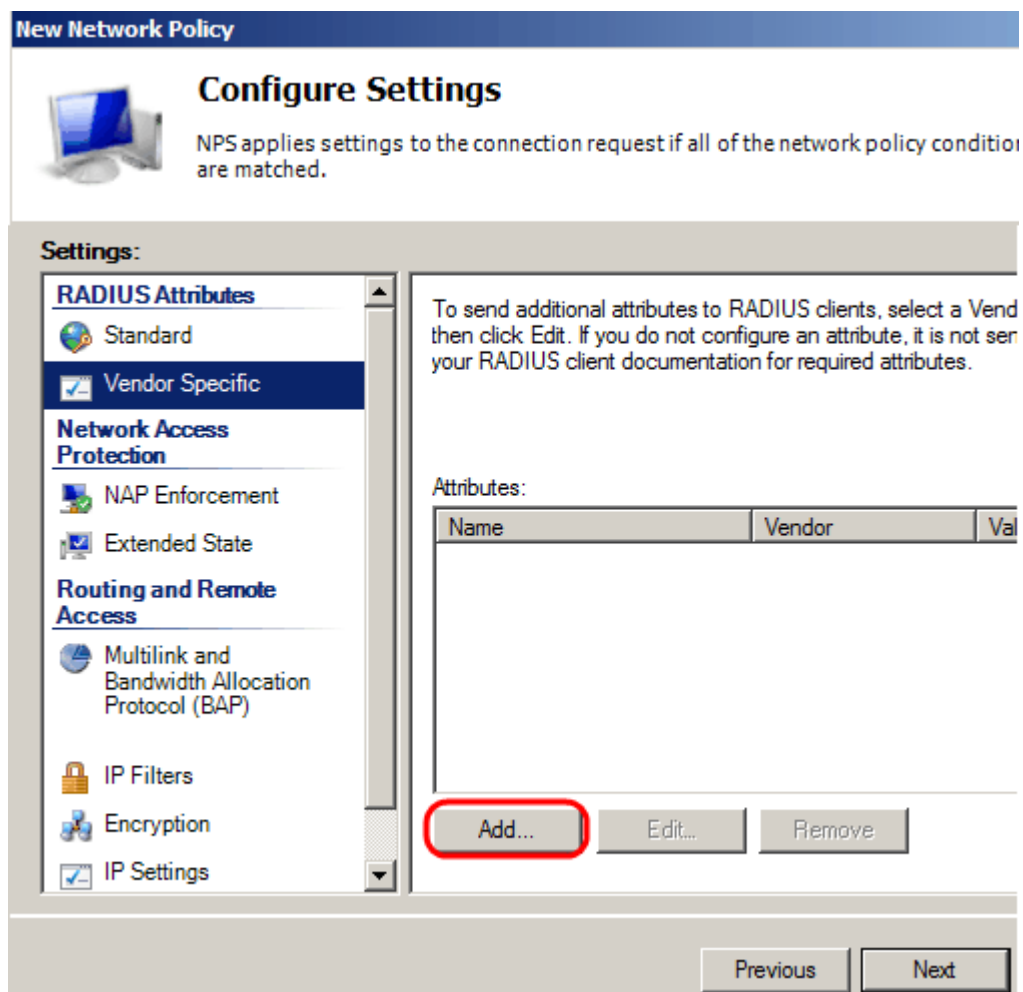 New Network Policy
Configure Settings
NPS applies settings to the connection request if all of the network policy
are matched.
Settings:
RADIUS Attributes
Standard
Vendor Specific
Network Access
Protection
NAP Enforcement
Extended State
Routing and Remote
Access
Multilink and
Bandwidth Allocation
Protocol (BAP)
IP Filters
Encryption
IP Settings
To send additional attributes to RADIUS clients, select a Vend
then click Edit. If you do not configure an attribute, it is not sen
your RADIUS client documentation for required attributes.
Attributes:
Name
Vendor
Val
Add...
Edit...
Remove
Previous
Next